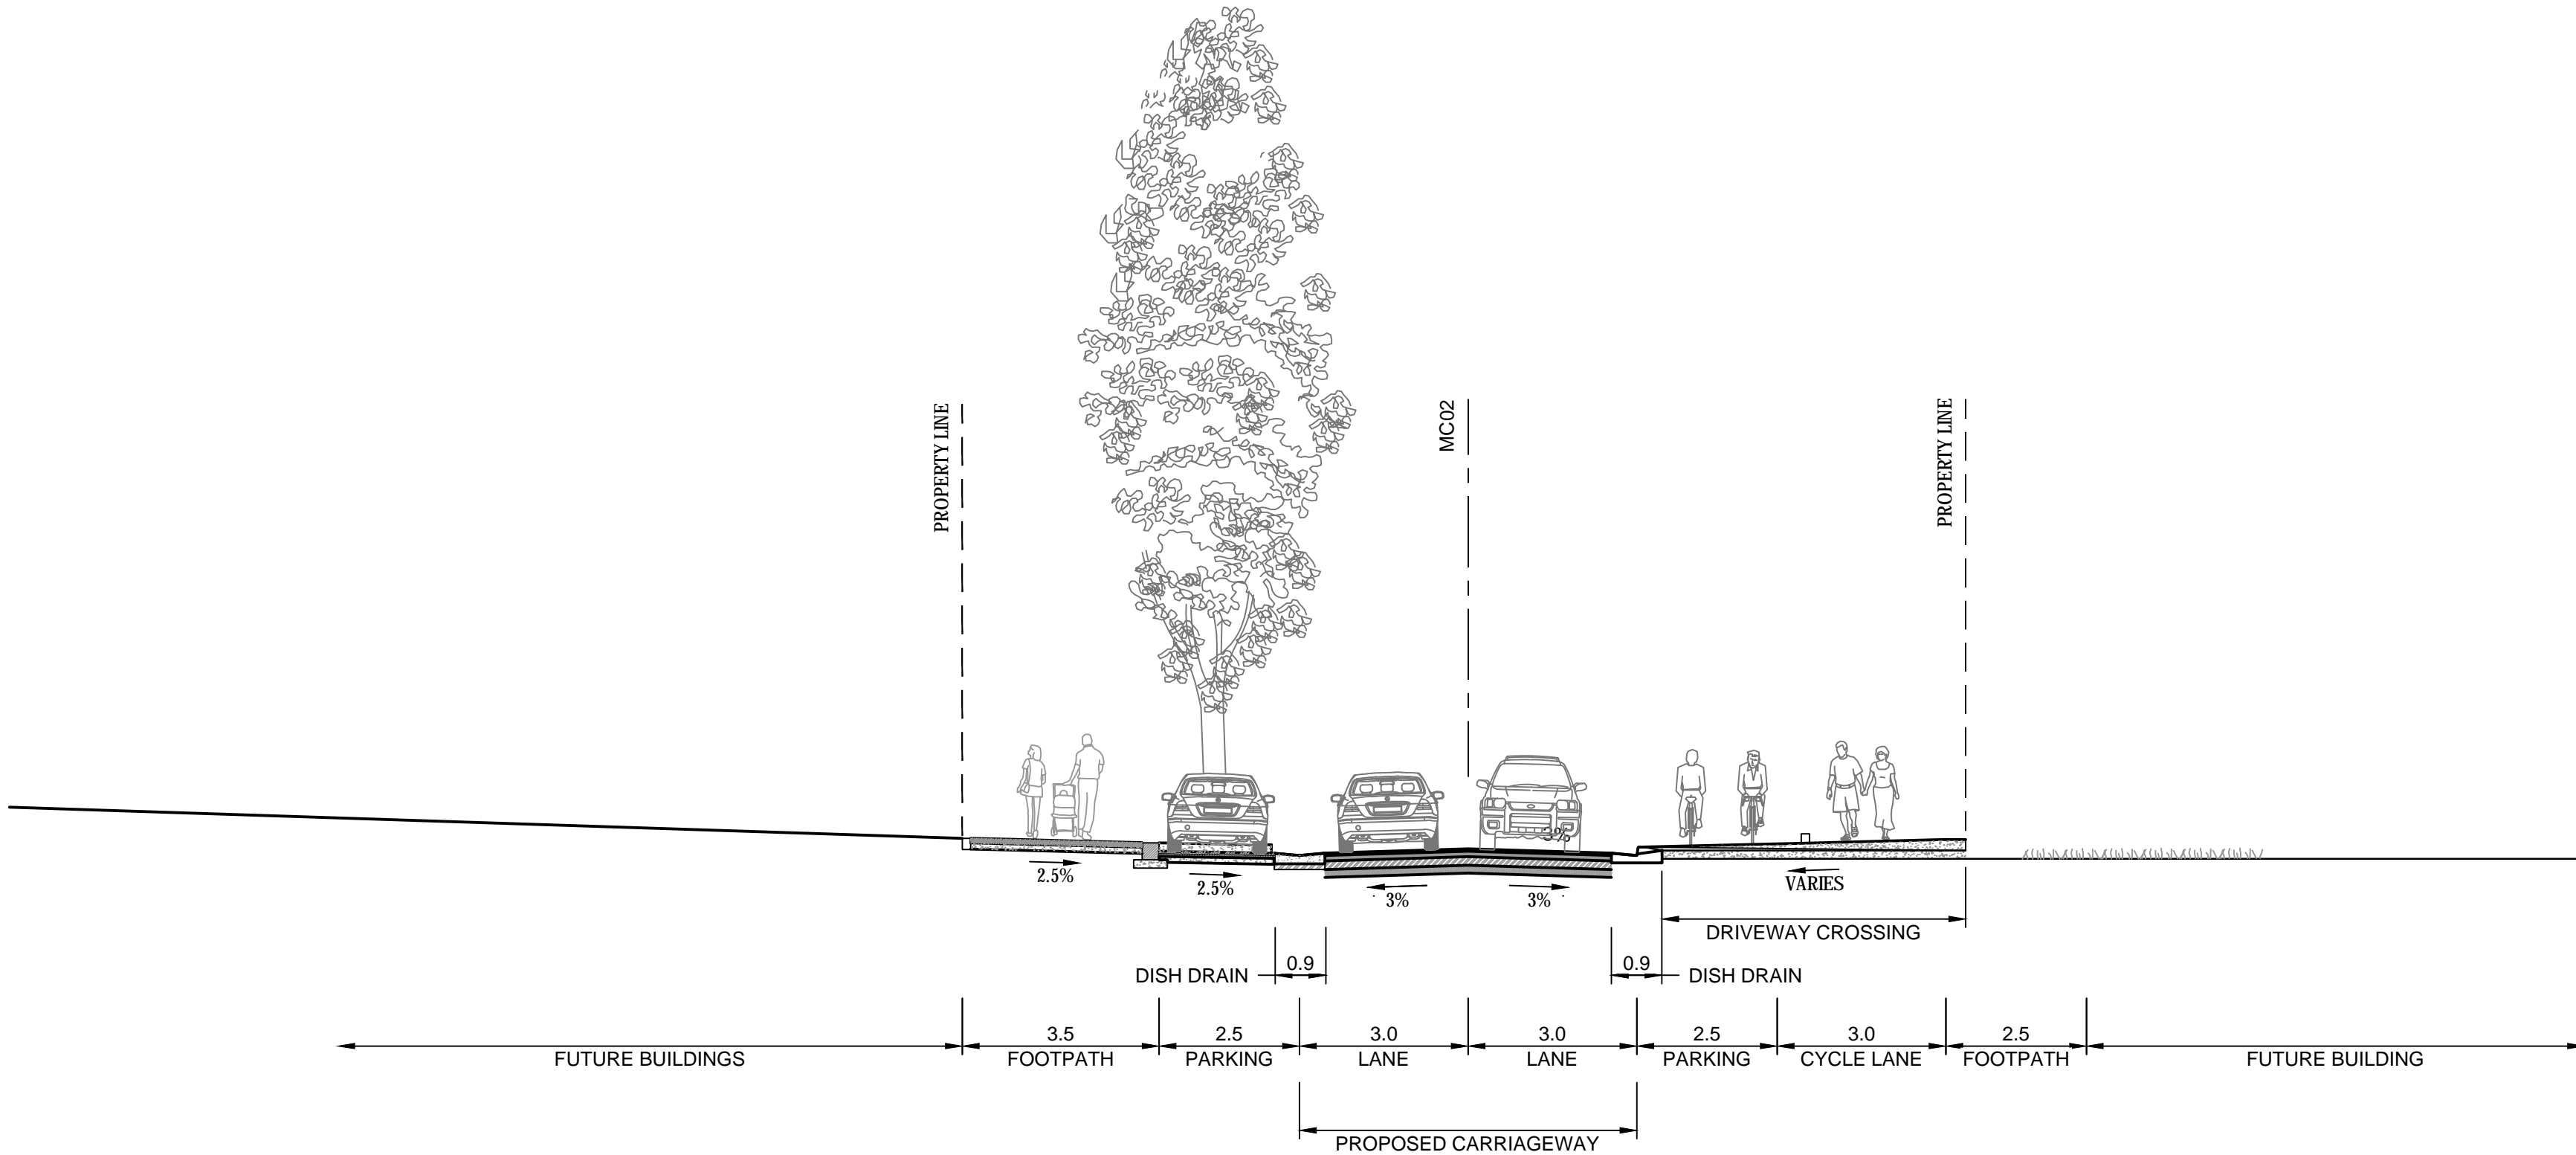 PROPERTY LINE
MC02
PROPERTY LINE
3%
2.5%
2.5%
3%
3%
VARIES
DRIVEWAY CROSSING
DISH DRAIN
0.9
0.9
DISH DRAIN
3.5
2.5
3.0
3.0
2.5
3.0
2.5
FUTURE BUILDINGS
FOOTPATH
PARKING
LANE
LANE
PARKING
CYCLE LANE
FOOTPATH
FUTURE BUILDING
PROPOSED CARRIAGEWAY